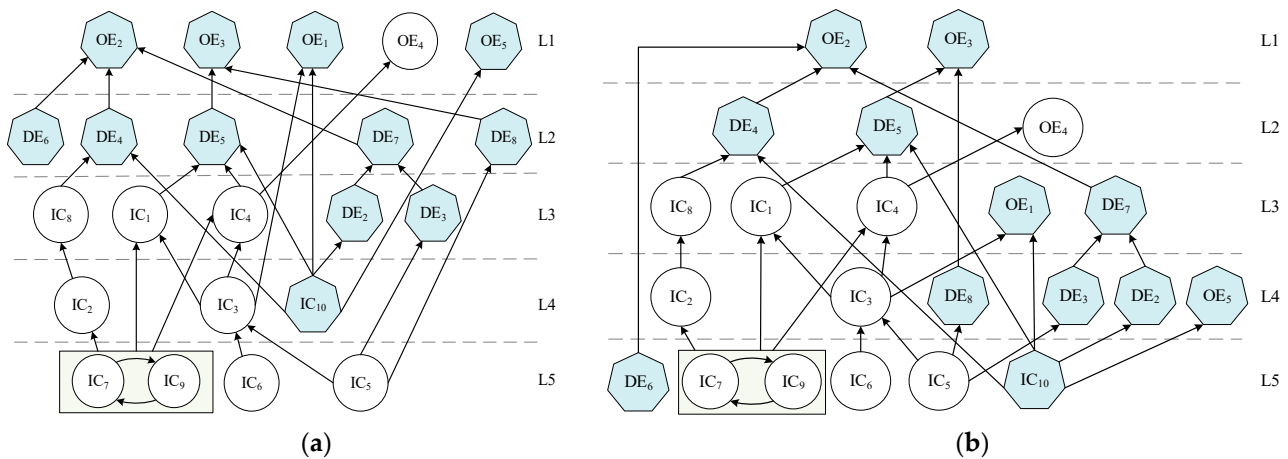 OE₂ OE₃ OE₁ OE₄ OE₅ L1
DE₆ DE₄ DE₅ DE₇ DE₈ L2
IC₈ IC₁ IC₄ DE₂ DE₃ L3
IC₂ IC₃ IC₁₀ L4
IC₇ IC₉ IC₆ IC₅ L5
(a)
OE₂ OE₃ L1
DE₄ DE₅ OE₄ L2
IC₈ IC₁ IC₄ OE₁ DE₇ L3
IC₂ IC₃ DE₈ DE₃ DE₂ OE₅ L4
DE₆ IC₇ IC₉ IC₆ IC₅ IC₁₀ L5
(b)